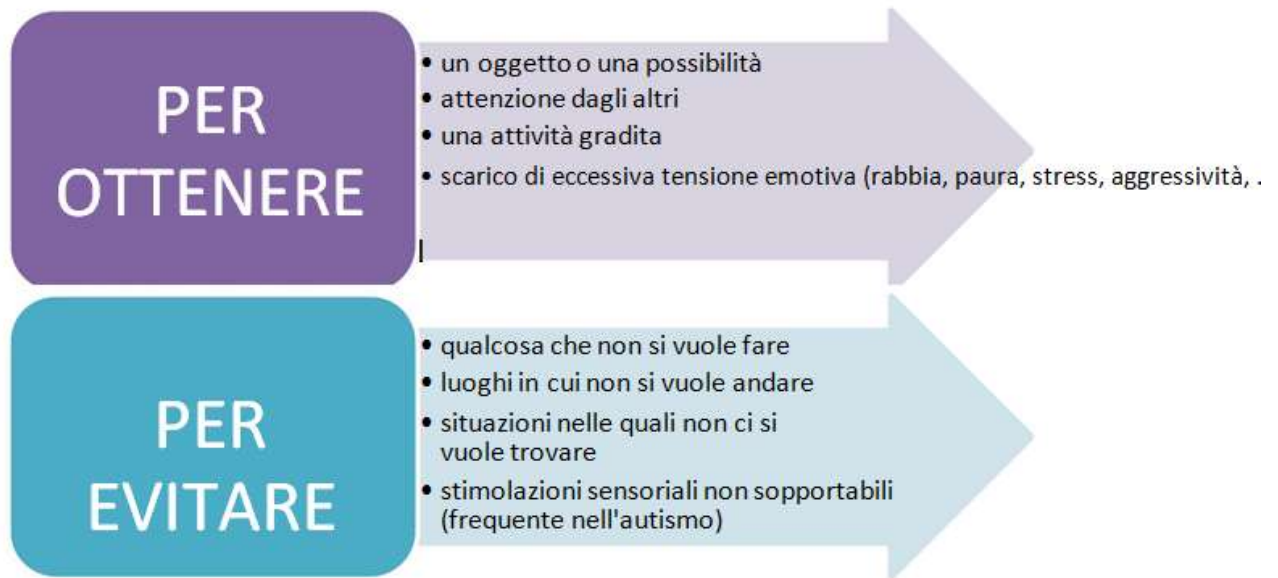 PER
OTTENERE
• un oggetto o una possibilità
• attenzione dagli altri
• una attività gradita
• scarico di eccessiva tensione emotiva (rabbia, paura, stress, aggressività, .
PER
EVITARE
• qualcosa che non si vuole fare
• luoghi in cui non si vuole andare
• situazioni nelle quali non ci si
vuole trovare
• stimolazioni sensoriali non sopportabili
(frequente nell'autismo)